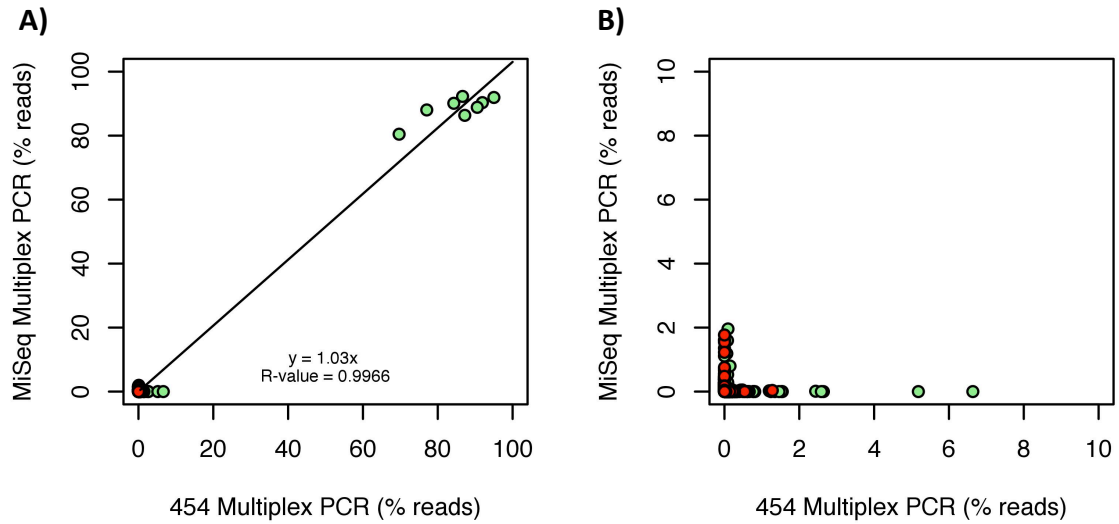 A)
MiSeq Multiplex PCR (% reads)
100
80
60
40
20
0
y = 1.03x
R-value = 0.9966
0 20 40 60 80 100
454 Multiplex PCR (% reads)
B)
MiSeq Multiplex PCR (% reads)
10
8
6
4
2
0
0 2 4 6 8 10
454 Multiplex PCR (% reads)